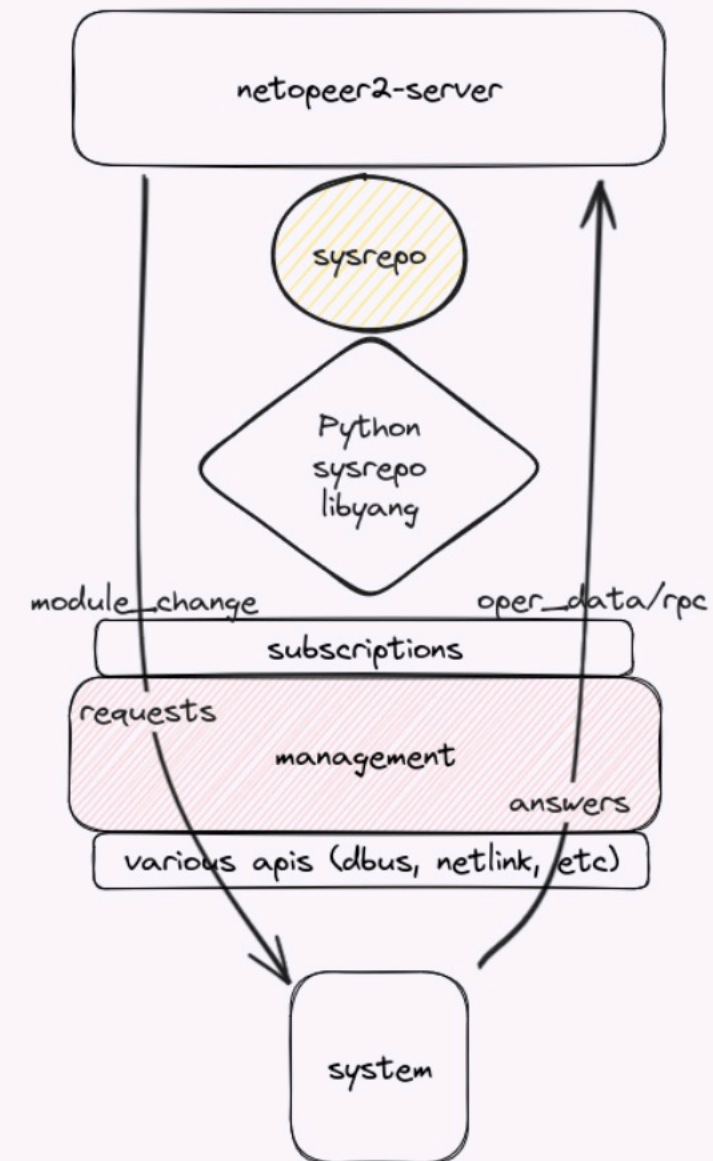 netopeer2-server
sysrepo
Python
sysrepo
libyang
module_change
oper_data/rpc
subscriptions
requests
management
answers
various apis (dbus, netlink, etc)
system